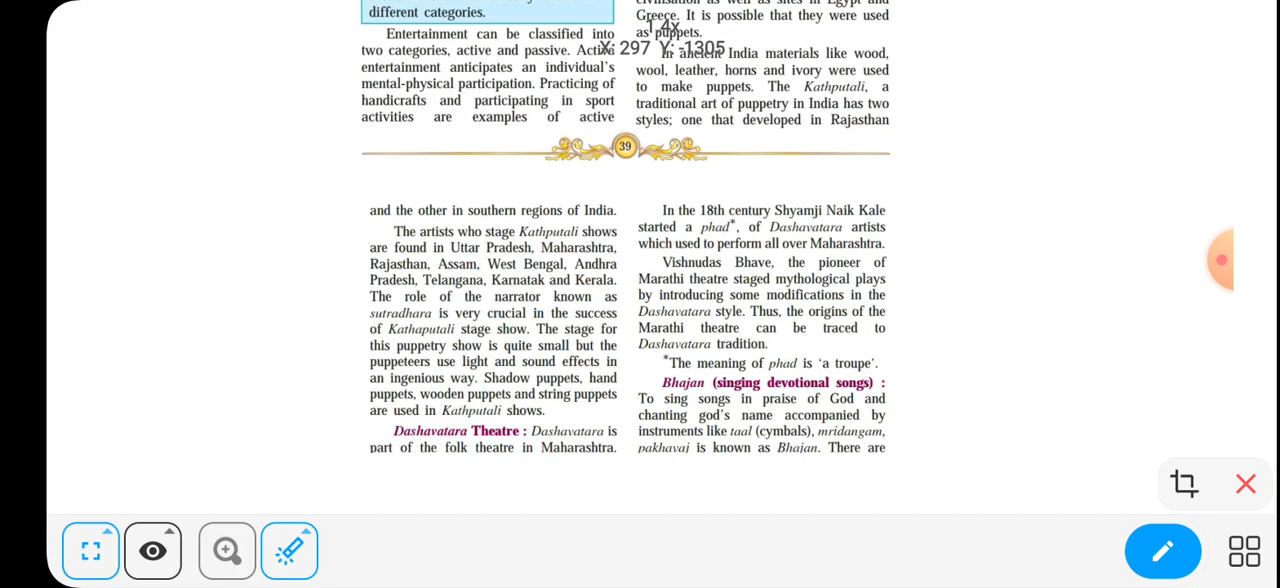 different categories.
Entertainment can be classified into
two categories, active and passive. Active
entertainment anticipates an individual's
mental-physical participation. Practicing of
handicrafts and participating in sport
activities are examples of active
civilisation as well as sites in Egypt and
Greece. It is possible that they were used
as puppets.
1.4x
X: 297 Y: -1305
In ancient India materials like wood,
wool, leather, horns and ivory were used
to make puppets. The Kathputali, a
traditional art of puppetry in India has two
styles; one that developed in Rajasthan
39
and the other in southern regions of India.
The artists who stage Kathputali shows
are found in Uttar Pradesh, Maharashtra,
Rajasthan, Assam, West Bengal, Andhra
Pradesh, Telangana, Karnatak and Kerala.
The role of the narrator known as
sutradhara is very crucial in the success
of Kathaputali stage show. The stage for
this puppetry show is quite small but the
puppeteers use light and sound effects in
an ingenious way. Shadow puppets, hand
puppets, wooden puppets and string puppets
are used in Kathputali shows.
Dashavatara Theatre : Dashavatara is
part of the folk theatre in Maharashtra.
In the 18th century Shyamji Naik Kale
started a phad*, of Dashavatara artists
which used to perform all over Maharashtra.
Vishnudas Bhave, the pioneer of
Marathi theatre staged mythological plays
by introducing some modifications in the
Dashavatara style. Thus, the origins of the
Marathi theatre can be traced to
Dashavatara tradition.
*The meaning of phad is 'a troupe'.
Bhajan (singing devotional songs) :
To sing songs in praise of God and
chanting god's name accompanied by
instruments like taal (cymbals), mridangam,
pakhavaj is known as Bhajan. There are